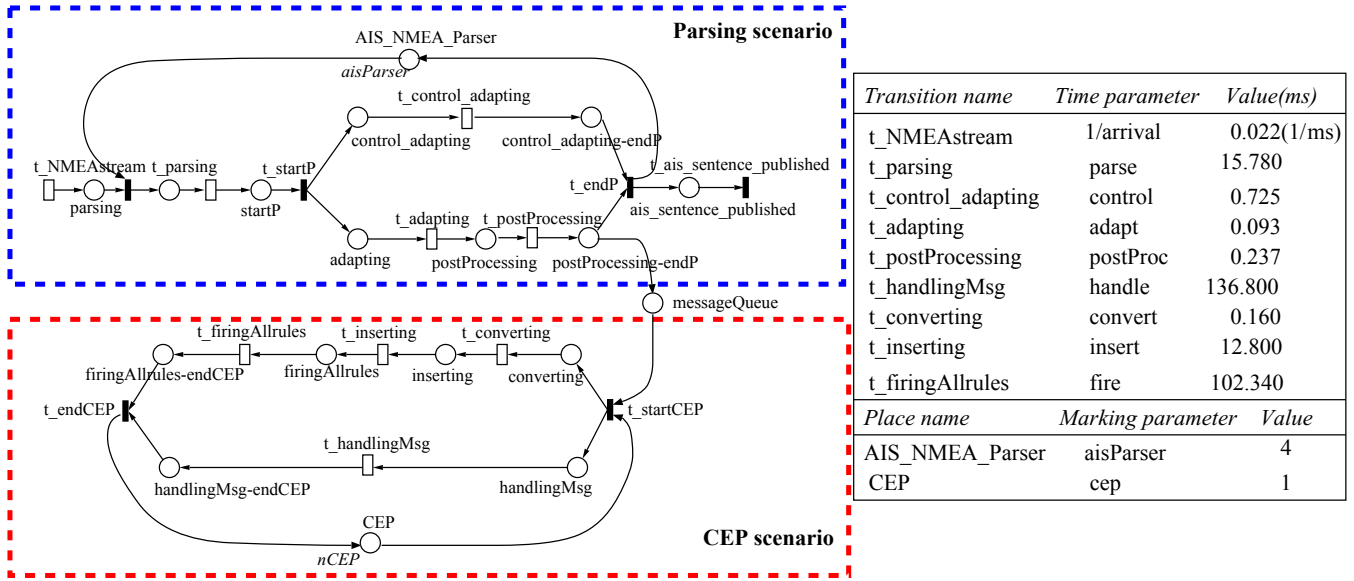 Parsing scenario
AIS_NMEA_Parser
aisParser
t_control_adapting
control_adapting
control_adapting-endP
t_NMEAstream
t_parsing
t_startP
t_ais_sentence_published
t_endP
parsing
startP
ais_sentence_published
t_adapting
t_postProcessing
adapting
postProcessing
postProcessing-endP
messageQueue
t_firingAllrules
t_inserting
t_converting
firingAllrules-endCEP
firingAllrules
inserting
converting
t_endCEP
t_startCEP
t_handlingMsg
handlingMsg-endCEP
handlingMsg
CEP
nCEP
CEP scenario
Transition name Time parameter Value(ms)
t_NMEAstream 1/arrival 0.022(1/ms)
t_parsing parse 15.780
t_control_adapting control 0.725
t_adapting adapt 0.093
t_postProcessing postProc 0.237
t_handlingMsg handle 136.800
t_converting convert 0.160
t_inserting insert 12.800
t_firingAllrules fire 102.340
Place name Marking parameter Value
AIS_NMEA_Parser aisParser 4
CEP cep 1